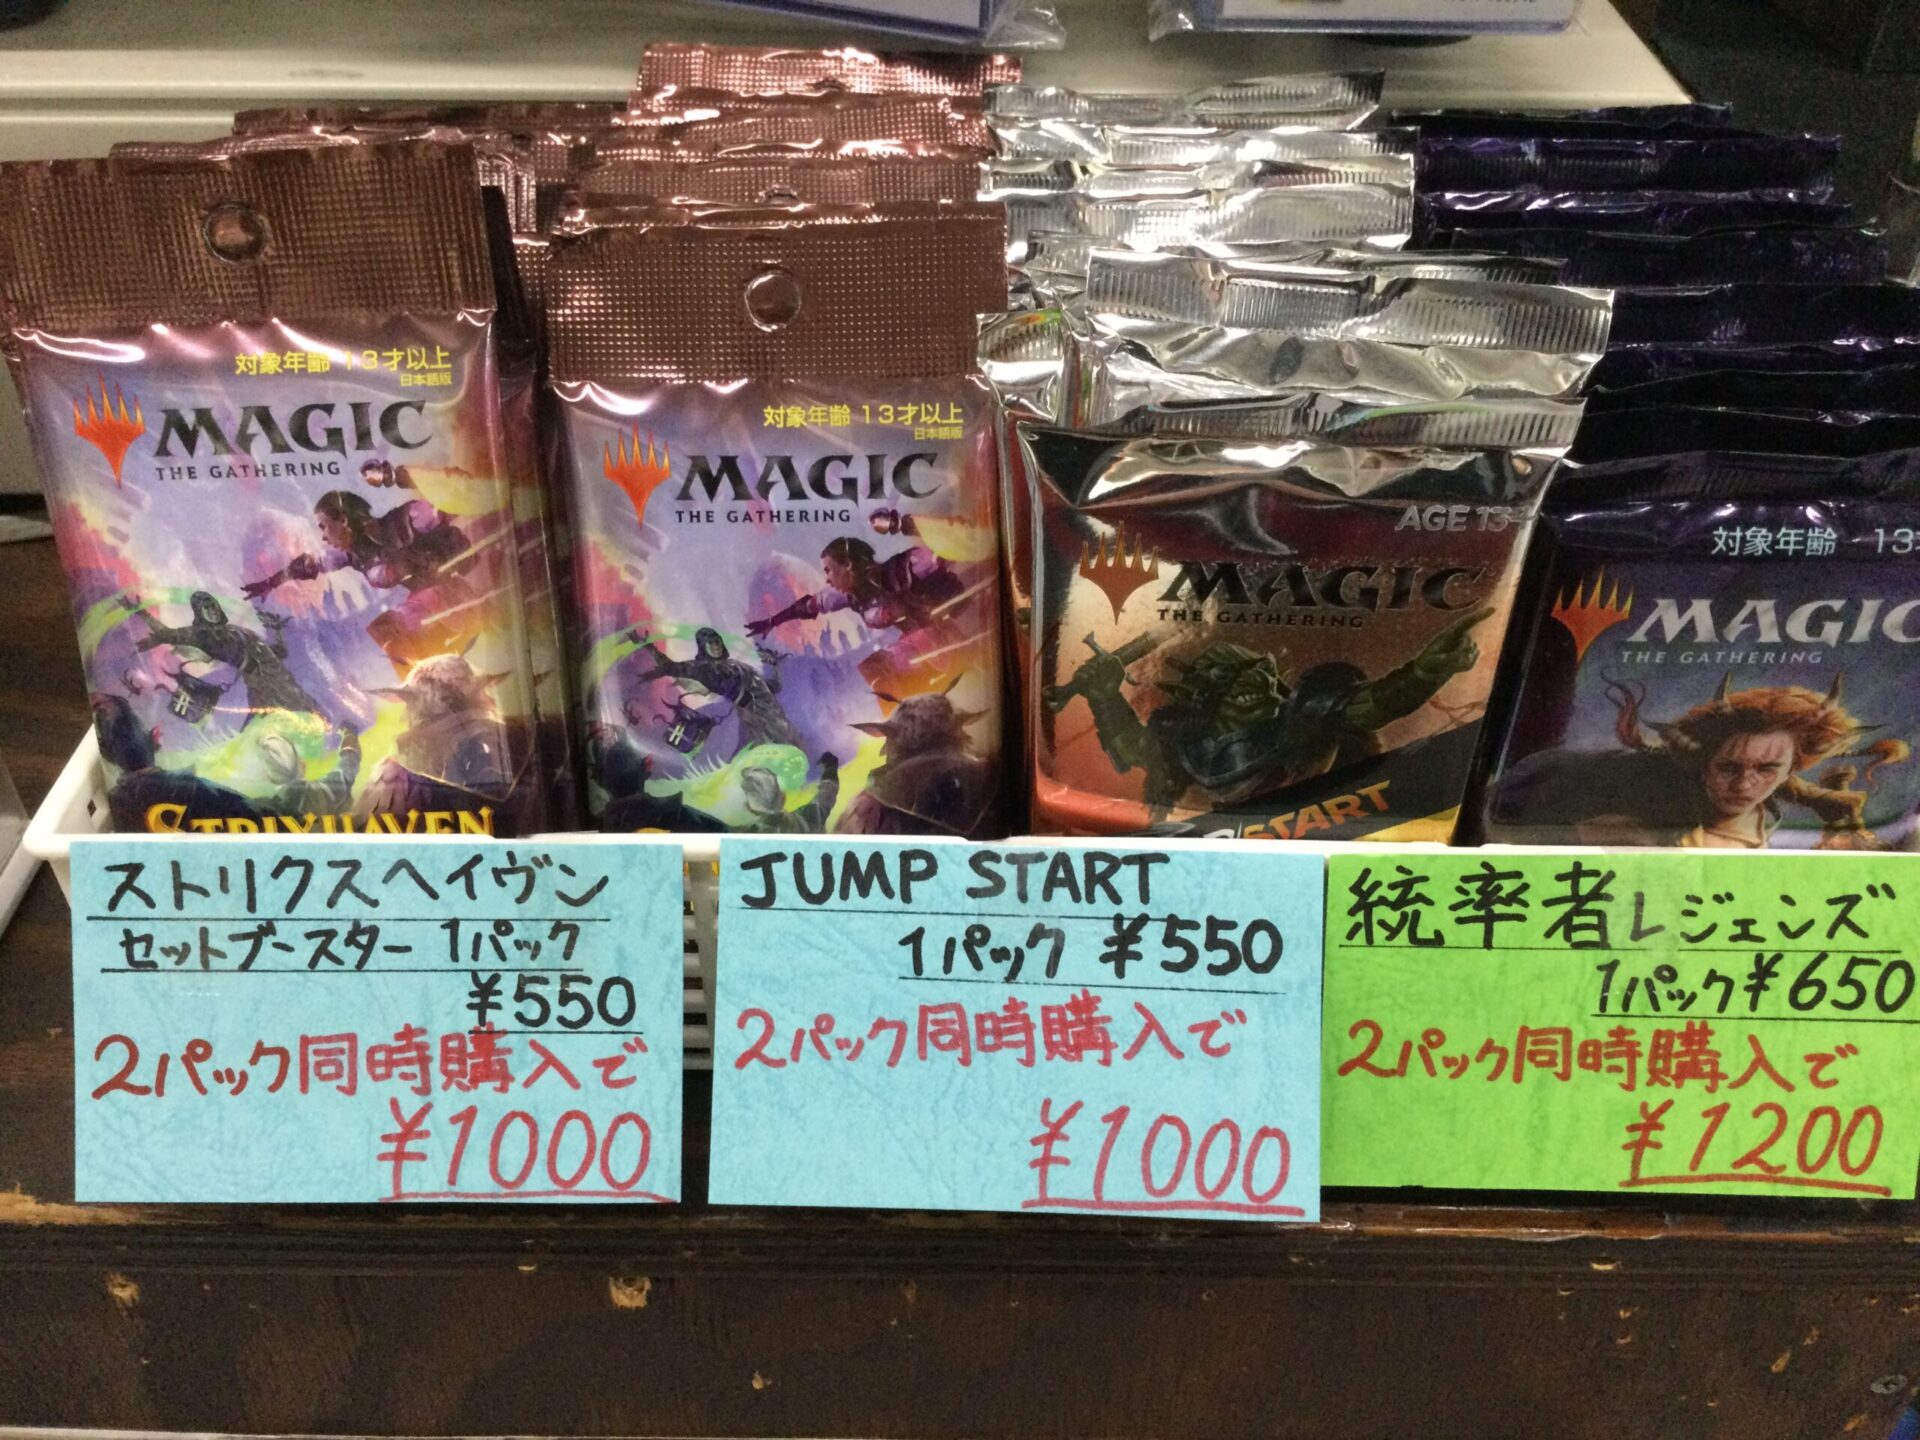 対象年齢 13才以上
日本語版
MAGIC
THE GATHERING
STRIXHAVEN
対象年齢 13才以上
日本語版
MAGIC
THE GATHERING
AGE 13+
MAGIC
THE GATHERING
START
対象年齢 13
MAGIC
THE GATHERING
ストリクスヘイヴン
セットブースター 1パック
¥550
2パック同時購入で
¥1000
JUMP START
1パック ¥550
2パック同時購入で
¥1000
統率者レジェンズ
1パック¥650
2パック同時購入で
¥1200